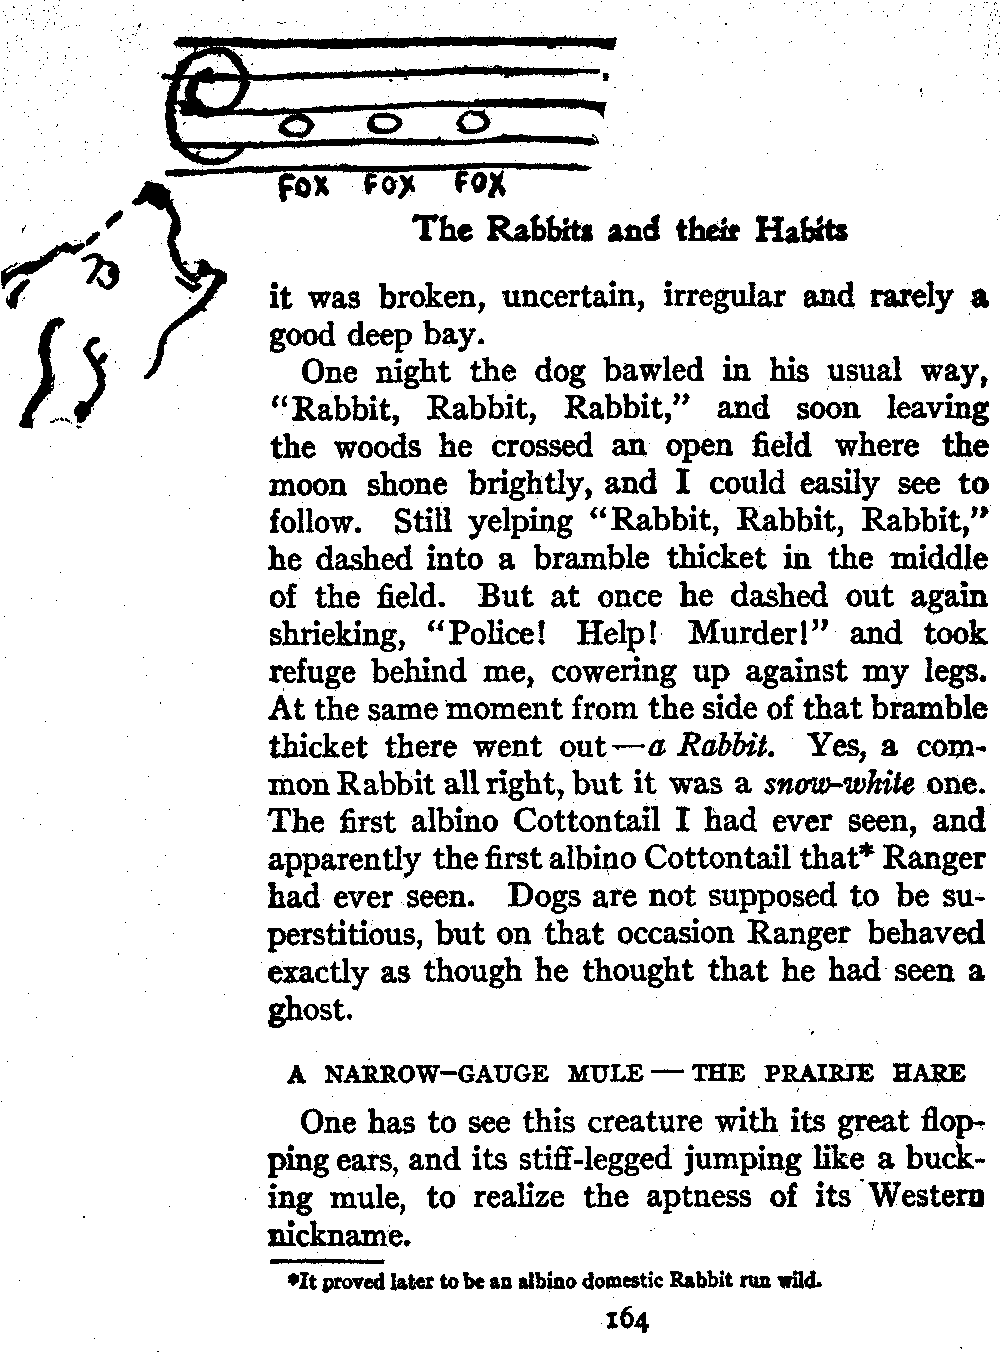 FOX FOX FOX
The Rabbits and their Habits
it was broken, uncertain, irregular and rarely a
good deep bay.
One night the dog bawled in his usual way,
“Rabbit, Rabbit, Rabbit,” and soon leaving
the woods he crossed an open field where the
moon shone brightly, and I could easily see to
follow. Still yelping “Rabbit, Rabbit, Rabbit,”
he dashed into a bramble thicket in the middle
of the field. But at once he dashed out again
shrieking, “Police! Help! Murder!” and took
refuge behind me, cowering up against my legs.
At the same moment from the side of that bramble
thicket there went out—a Rabbit. Yes, a com-
mon Rabbit all right, but it was a snow-white one.
The first albino Cottontail I had ever seen, and
apparently the first albino Cottontail that* Ranger
had ever seen. Dogs are not supposed to be su-
perstitious, but on that occasion Ranger behaved
exactly as though he thought that he had seen a
ghost.
A NARROW-GAUGE MULE—THE PRAIRIE HARE
One has to see this creature with its great flop-
ping ears, and its stiff-legged jumping like a buck-
ing mule, to realize the aptness of its Western
nickname.
*It proved later to be an albino domestic Rabbit run wild.
164